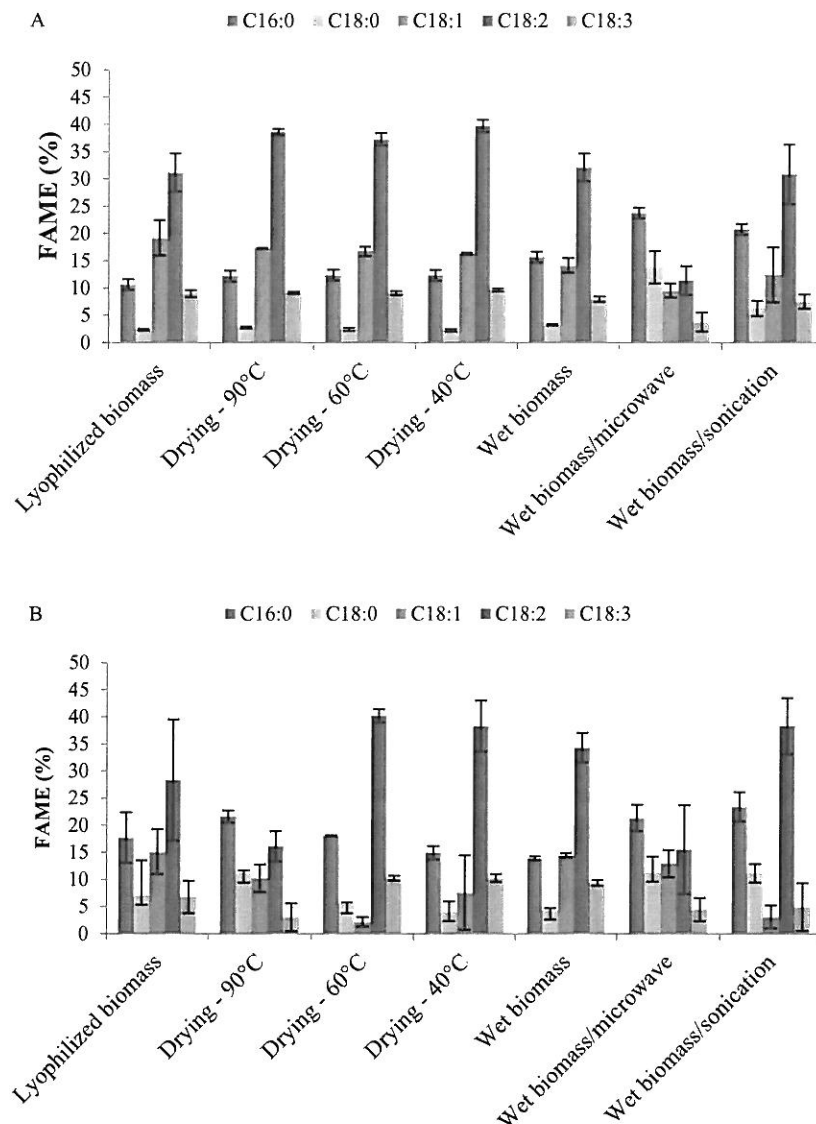 A
C16:0 C18:0 C18:1 C18:2 C18:3
FAME (%)
50
45
40
35
30
25
20
15
10
5
0
Lyophilized biomass
Drying - 90°C
Drying - 60°C
Drying - 40°C
Wet biomass
Wet biomass/microwave
Wet biomass/sonication
B
C16:0 C18:0 C18:1 C18:2 C18:3
FAME (%)
50
45
40
35
30
25
20
15
10
5
0
Lyophilized biomass
Drying - 90°C
Drying - 60°C
Drying - 40°C
Wet biomass
Wet biomass/microwave
Wet biomass/sonication